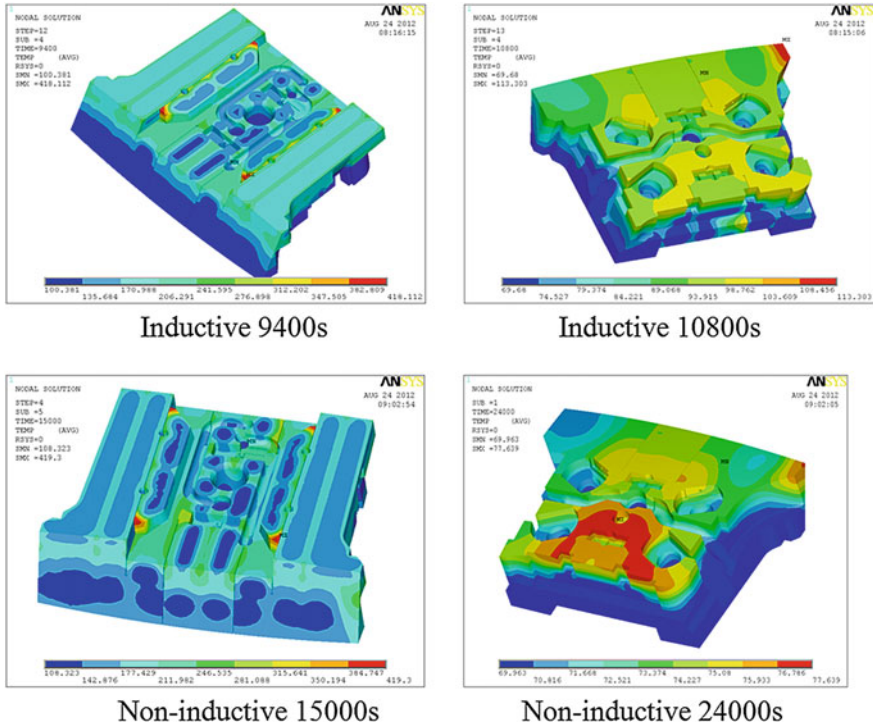 1
NODAL SOLUTION
STEP=12
SUB =4
TIME=9400
TEMP (AVG)
RSYS=0
SMN =100.381
SMX =418.112
ANSYS
AUG 24 2012
08:16:15
MN
MX
100.381 170.988 241.595 312.202 382.809
135.684 206.291 276.898 347.505 418.112
Inductive 9400s
1
NODAL SOLUTION
STEP=13
SUB =4
TIME=10800
TEMP (AVG)
RSYS=0
SMN =69.68
SMX =113.303
ANSYS
AUG 24 2012
08:15:06
MX
MN
69.68 79.374 89.068 98.762 108.456
74.527 84.221 93.915 103.609 113.303
Inductive 10800s
1
NODAL SOLUTION
STEP=4
SUB =5
TIME=15000
TEMP (AVG)
RSYS=0
SMN =108.323
SMX =419.3
ANSYS
AUG 24 2012
09:02:54
MN
MX
108.323 177.429 246.535 315.641 384.747
142.876 211.982 281.088 350.194 419.3
Non-inductive 15000s
1
NODAL SOLUTION
SUB =1
TIME=24000
TEMP (AVG)
RSYS=0
SMN =69.963
SMX =77.639
ANSYS
AUG 24 2012
09:02:05
MN
MX
69.963 71.668 73.374 75.08 76.786
70.816 72.521 74.227 75.933 77.639
Non-inductive 24000s